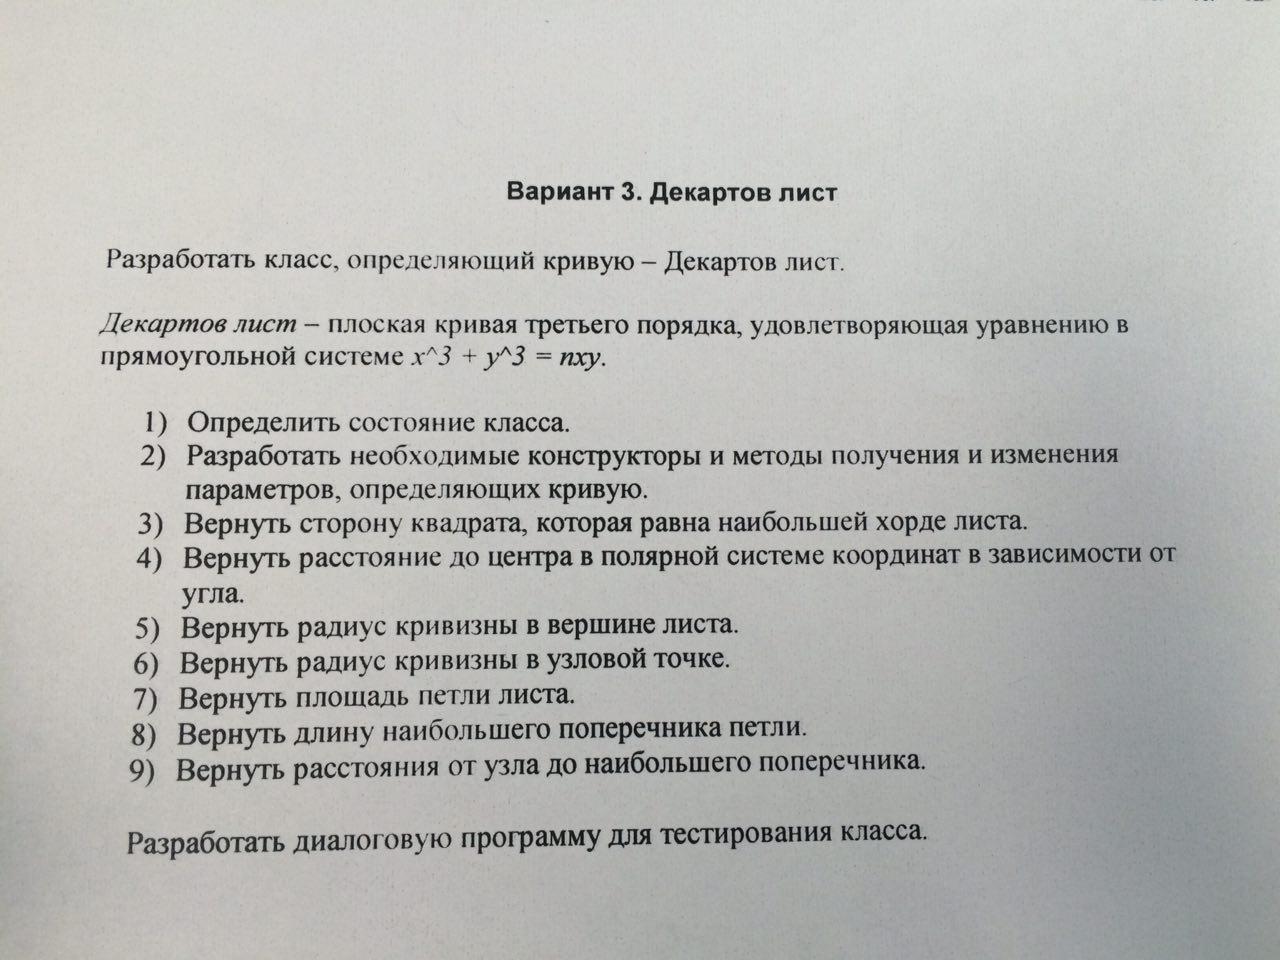 Вариант 3. Декартов лист
Разработать класс, определяющий кривую – Декартов лист.
Декартов лист – плоская кривая третьего порядка, удовлетворяющая уравнению в
прямоугольной системе x^3 + y^3 = nxy.
1) Определить состояние класса.
2) Разработать необходимые конструкторы и методы получения и изменения
параметров, определяющих кривую.
3) Вернуть сторону квадрата, которая равна наибольшей хорде листа.
4) Вернуть расстояние до центра в полярной системе координат в зависимости от
угла.
5) Вернуть радиус кривизны в вершине листа.
6) Вернуть радиус кривизны в узловой точке.
7) Вернуть площадь петли листа.
8) Вернуть длину наибольшего поперечника петли.
9) Вернуть расстояния от узла до наибольшего поперечника.
Разработать диалоговую программу для тестирования класса.